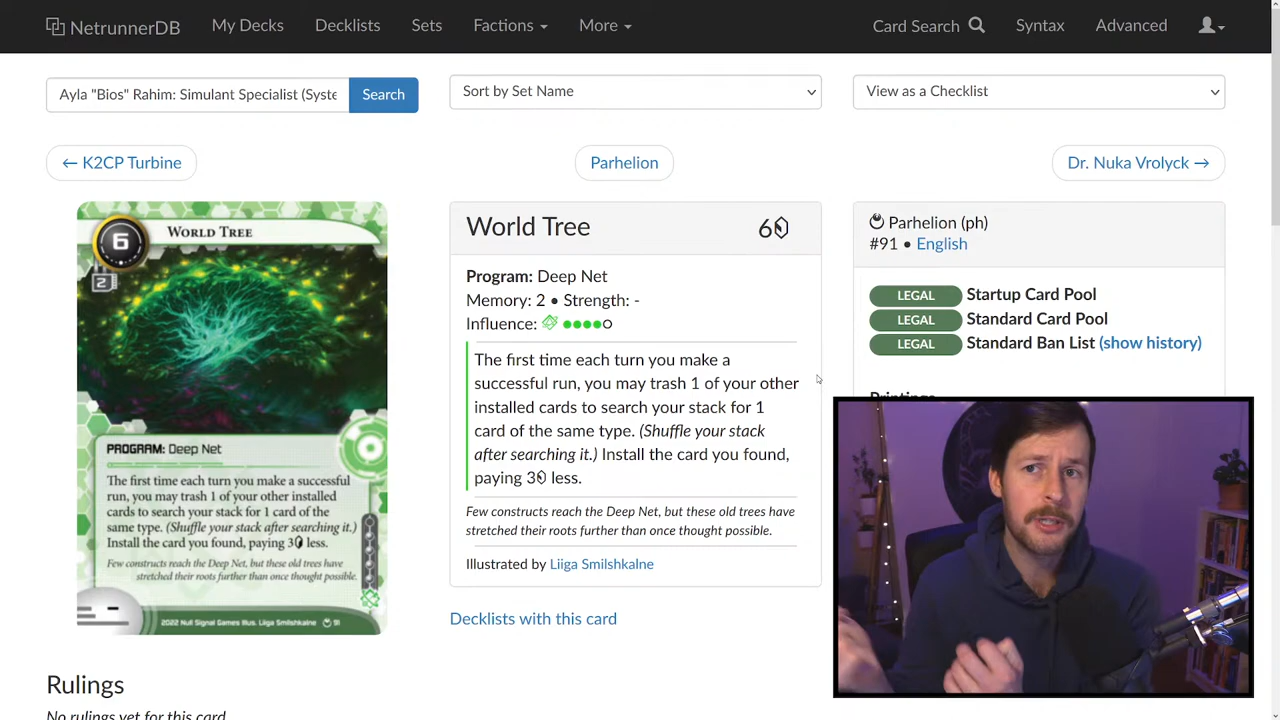 NetrunnerDB My Decks Decklists Sets Factions More Card Search Syntax Advanced
Ayla "Bios" Rahim: Simulant Specialist (Syste Search Sort by Set Name View as a Checklist
← K2CP Turbine Parhelion Dr. Nuka Vrolyck →
6
WORLD TREE
2
PROGRAM: Deep Net
The first time each turn you make a successful
run, you may trash 1 of your other installed
cards to search your stack for 1 card of the
same type. (Shuffle your stack after searching it.)
Install the card you found, paying 3 less.
Few constructs reach the Deep Net, but these old trees have
stretched their roots further than once thought possible.
2022 Null Signal Games Illus. Liiga Smilshkalne 91
World Tree 6
Program: Deep Net
Memory: 2 • Strength: -
Influence:
The first time each turn you make a
successful run, you may trash 1 of your other
installed cards to search your stack for 1
card of the same type. (Shuffle your stack
after searching it.) Install the card you found,
paying 3 less.
Few constructs reach the Deep Net, but these old trees have
stretched their roots further than once thought possible.
Illustrated by Liiga Smilshkalne
Decklists with this card
Parhelion (ph)
#91 • English
LEGAL Startup Card Pool
LEGAL Standard Card Pool
LEGAL Standard Ban List (show history)
Printings
Rulings
No rulings yet for this card